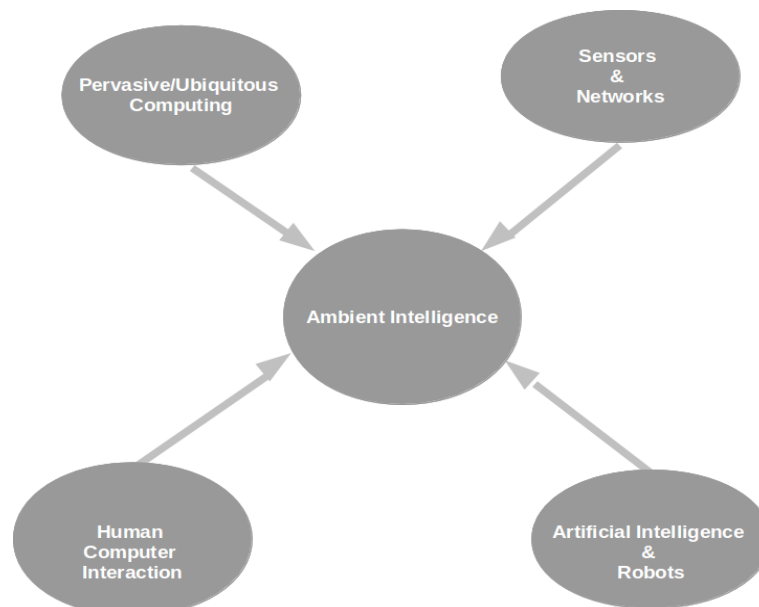 Pervasive/Ubiquitous
Computing
Sensors
&
Networks
Ambient Intelligence
Human
Computer
Interaction
Artificial Intelligence
&
Robots